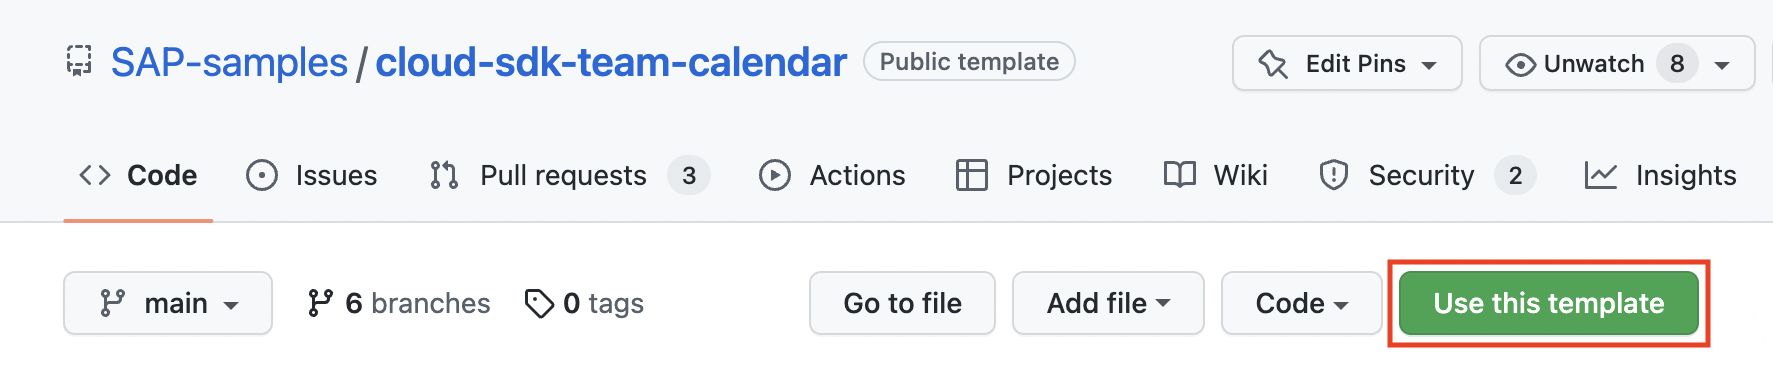 SAP-samples / cloud-sdk-team-calendar Public template Edit Pins Unwatch 8
Code Issues Pull requests 3 Actions Projects Wiki Security 2 Insights
main 6 branches 0 tags Go to file Add file Code Use this template